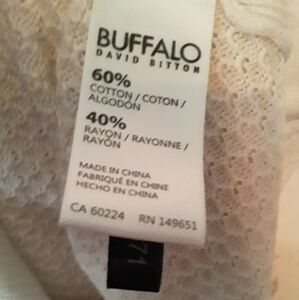 BUFFALO
DAVID BITTON
60%
COTTON / COTON /
ALGODÓN
40%
RAYON / RAYONNE /
RAYÓN
MADE IN CHINA
FABRIQUÉ EN CHINE
HECHO EN CHINA
CA 60224 RN 149651